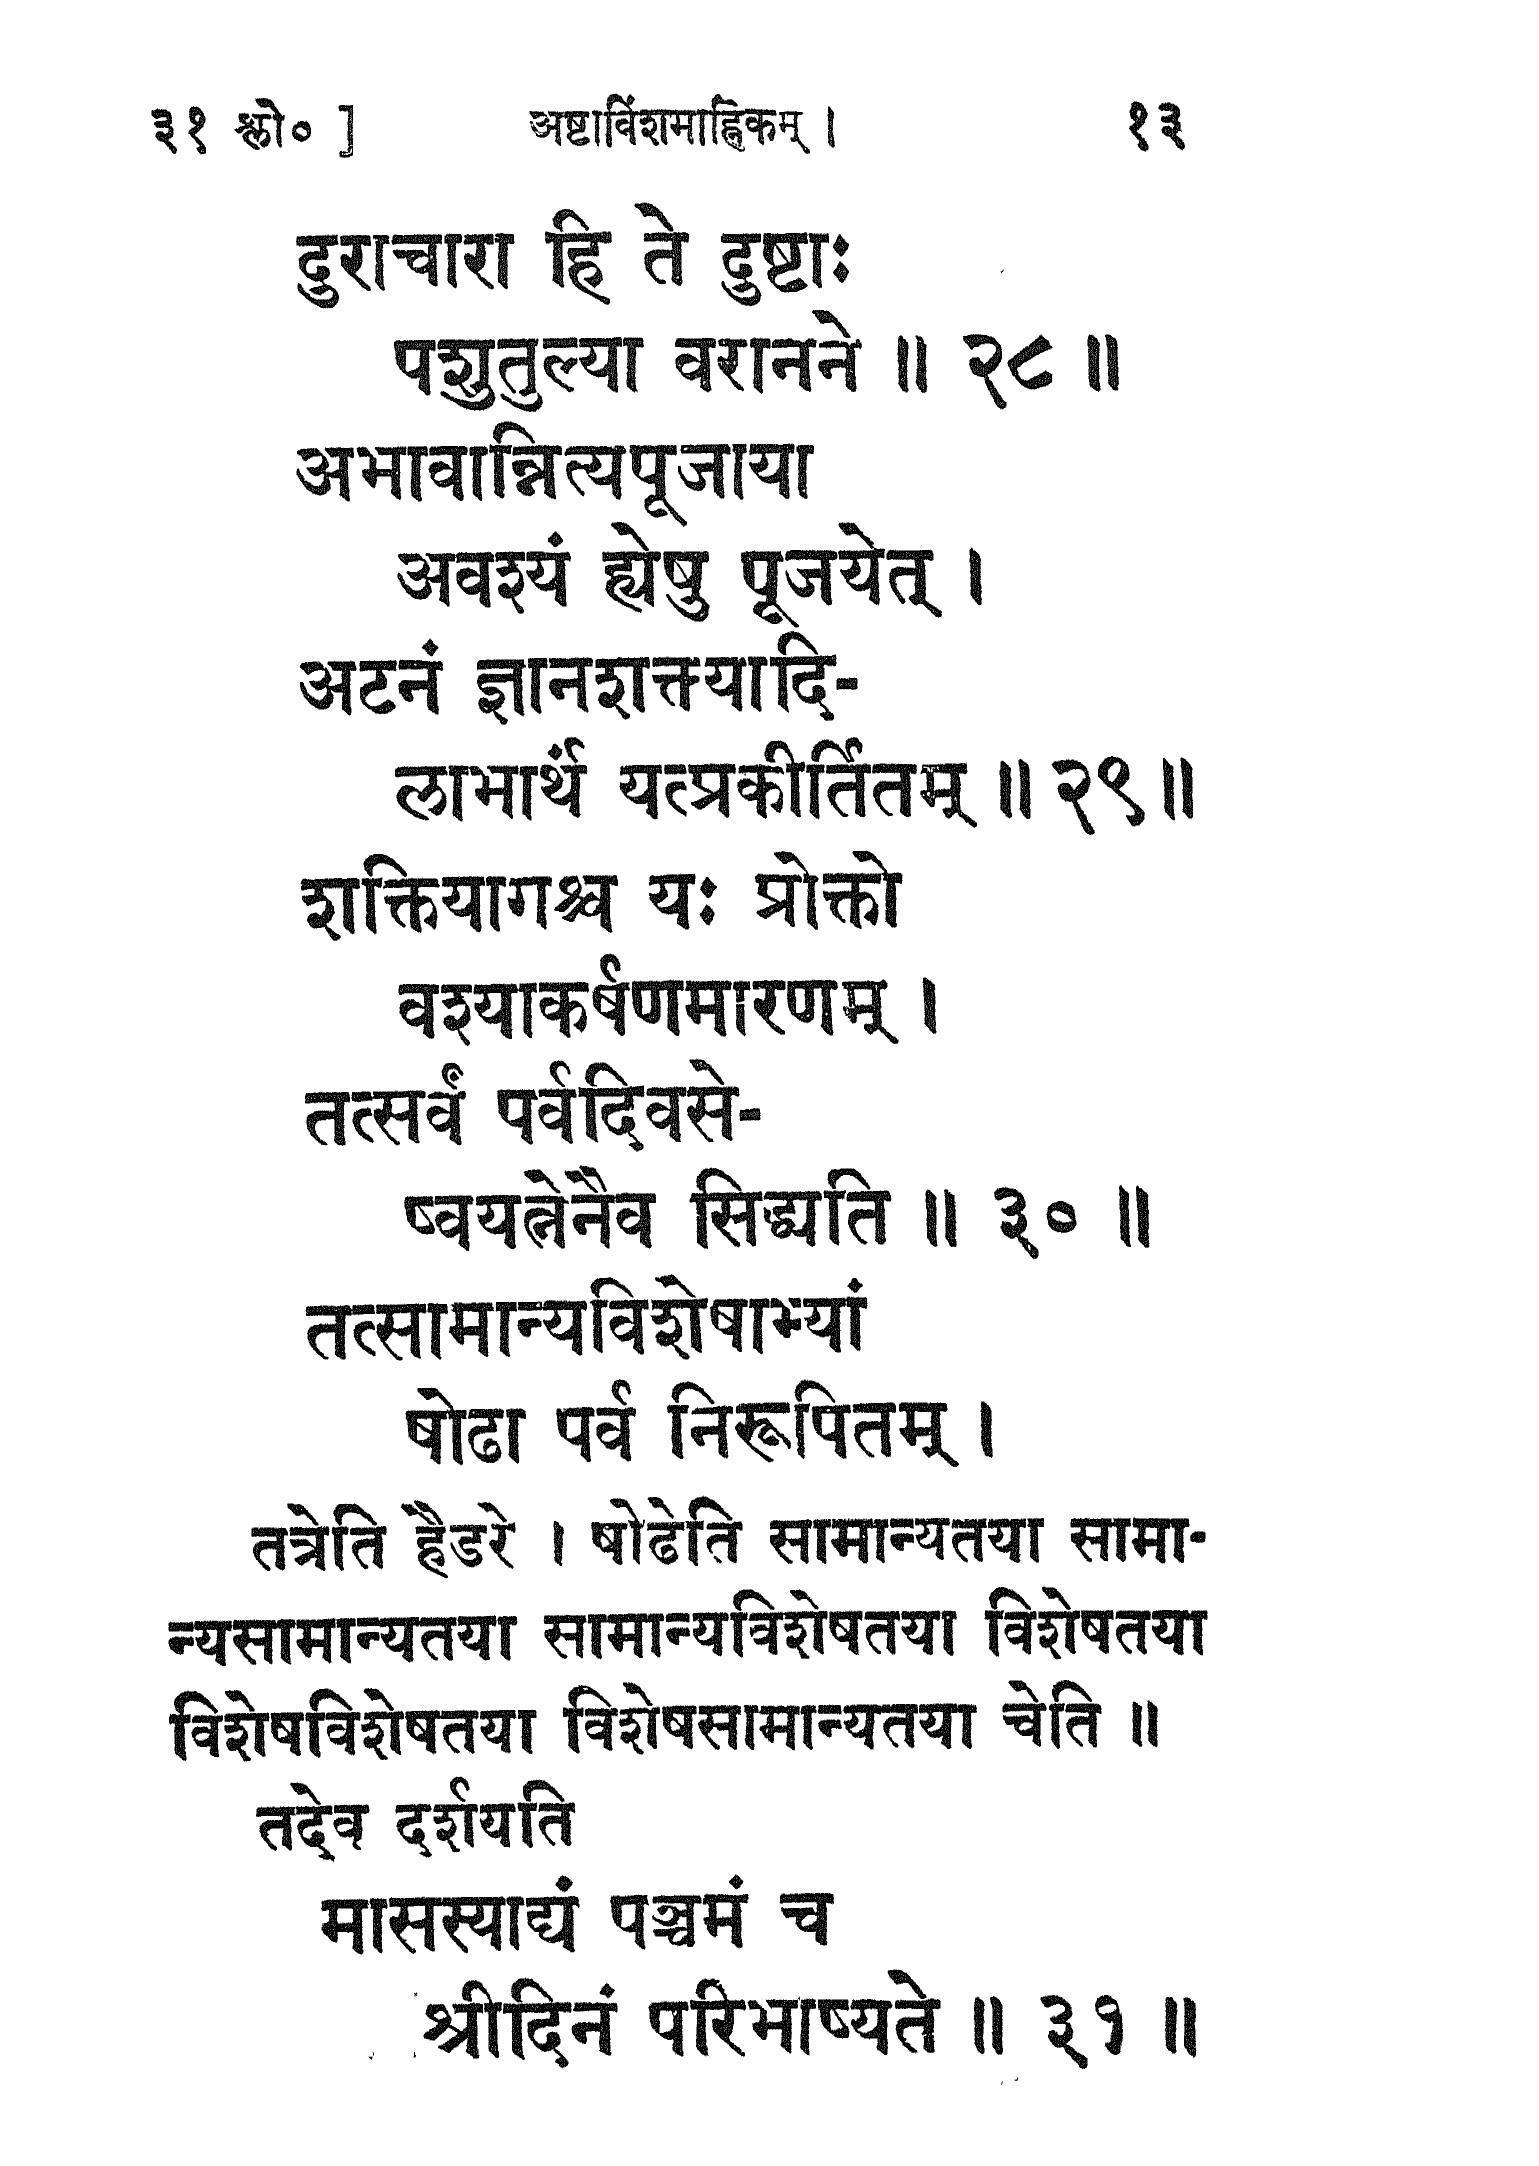 ३१ श्लो० ] अष्टाविंशमाह्निकम् । १३
दुराचारा हि ते दुष्टाः
पशुतुल्या वरानने ॥ २८ ॥
अभावान्नित्यपूजाया
अवश्यं ह्येषु पूजयेत् ।
अटनं ज्ञानशक्त्यादि-
लाभार्थं यत्प्रकीर्तितम् ॥ २९ ॥
शक्तियागश्च यः प्रोक्तो
वश्याकर्षणमारणम् ।
तत्सर्वं पर्वदिवसे-
ष्वयत्नेनैव सिद्ध्यति ॥ ३० ॥
तत्सामान्यविशेषाभ्यां
षोढा पर्व निरूपितम् ।
तत्रेति हैडरे । षोढेति सामान्यतया सामा-
न्यसामान्यतया सामान्यविशेषतया विशेषतया
विशेषविशेषतया विशेषसामान्यतया चेति ॥
तदेव दर्शयति
मासस्याद्यं पञ्चमं च
श्रीदिनं परिभाष्यते ॥ ३१ ॥